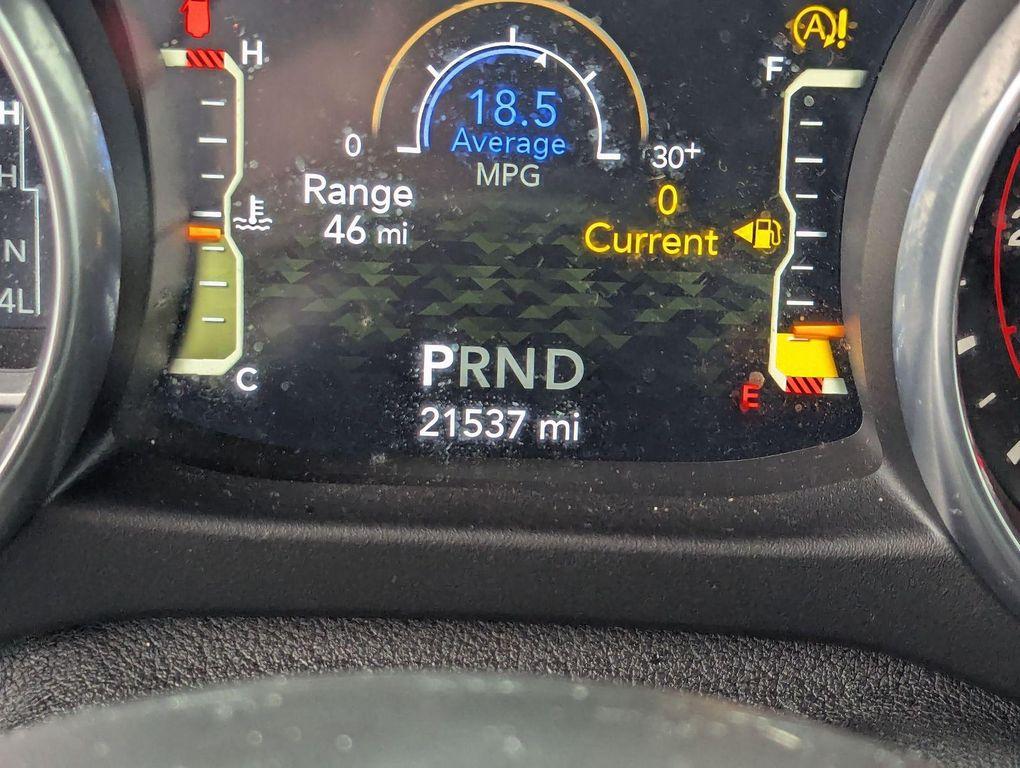 H
F
A!
18.5
Average
MPG
0
30+
H
Range
46 mi
0
Current
N
4L
PRND
C
E
21537 mi